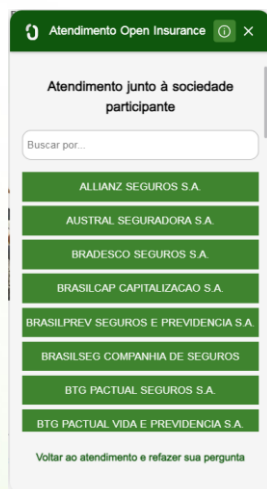 Atendimento Open Insurance
Atendimento junto à sociedade
participante
Buscar por...
ALLIANZ SEGUROS S.A.
AUSTRAL SEGURADORA S.A.
BRADESCO SEGUROS S.A.
BRASILCAP CAPITALIZACAO S.A.
BRASILPREV SEGUROS E PREVIDENCIA S.A.
BRASILSEG COMPANHIA DE SEGUROS
BTG PACTUAL SEGUROS S.A.
BTG PACTUAL VIDA E PREVIDENCIA S.A.
Voltar ao atendimento e refazer sua pergunta